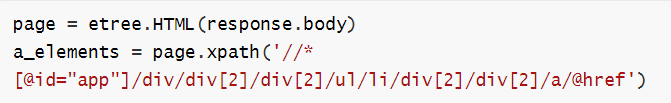 page = etree.HTML(response.body)
a_elements = page.xpath('//*
[@id="app"]/div/div[2]/div[2]/ul/li/div[2]/div[2]/a/@href')